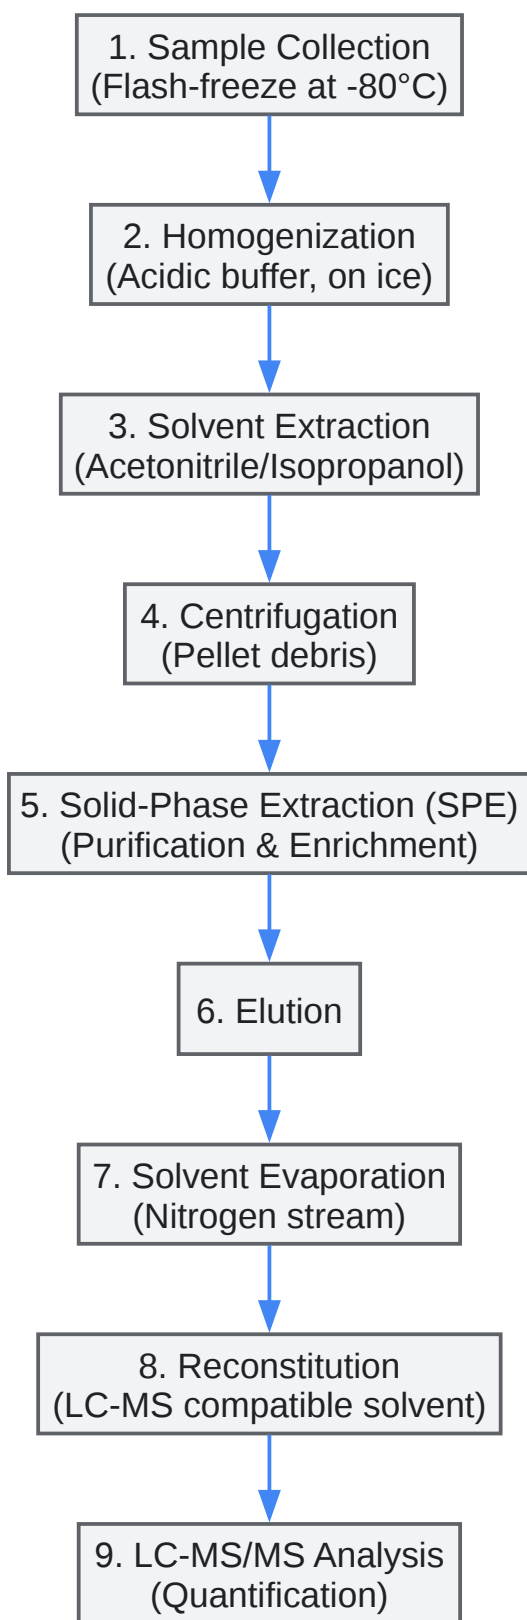 1. Sample Collection
(Flash-freeze at -80°C)
2. Homogenization
(Acidic buffer, on ice)
3. Solvent Extraction
(Acetonitrile/Isopropanol)
4. Centrifugation
(Pellet debris)
5. Solid-Phase Extraction (SPE)
(Purification & Enrichment)
6. Elution
7. Solvent Evaporation
(Nitrogen stream)
8. Reconstitution
(LC-MS compatible solvent)
9. LC-MS/MS Analysis
(Quantification)